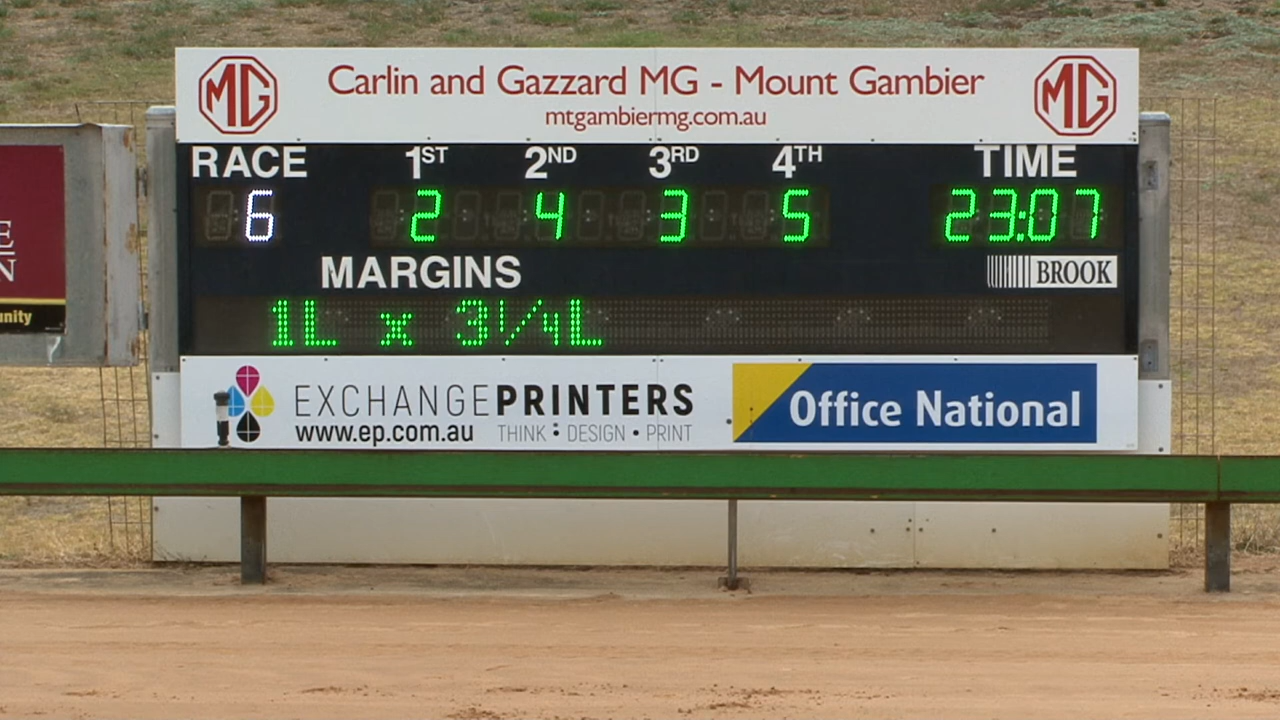 MG Carlin and Gazzard MG - Mount Gambier MG
mtgambiermg.com.au
RACE 1ST 2ND 3RD 4TH TIME
6 2 4 3 5 23:07
MARGINS
BROOK
1L x 3¼L
EXCHANGEPRINTERS
www.ep.com.au THINK • DESIGN • PRINT
Office National
E
N
unity